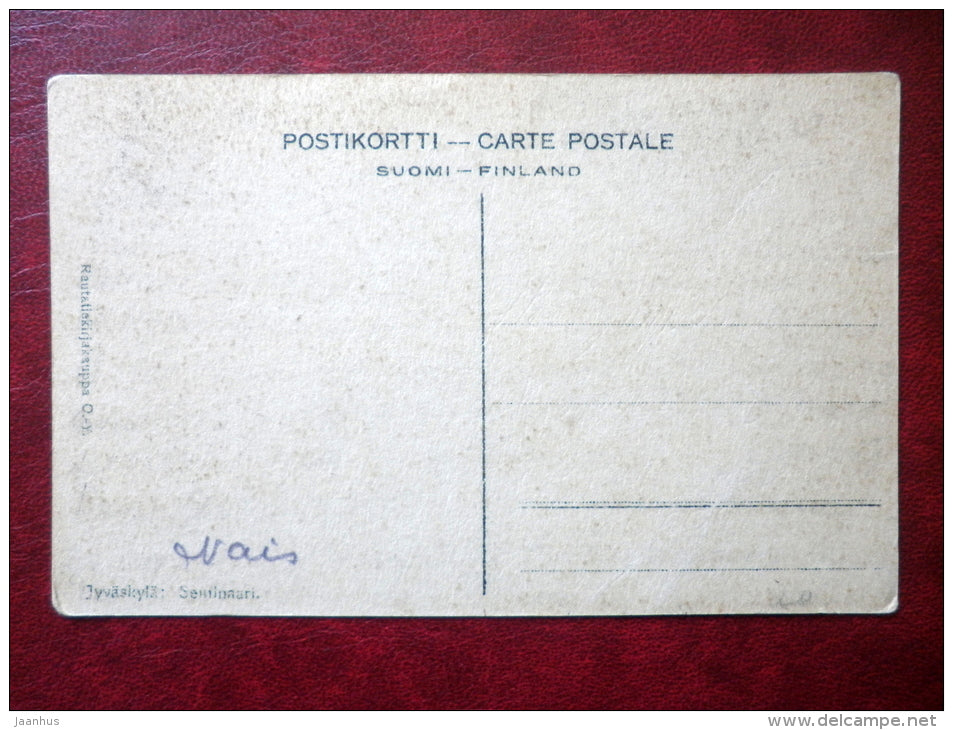 POSTIKORTTI -- CARTE POSTALE
SUOMI - FINLAND
Rautatiekirjakauppa O.-Y.
Nais
Jyväskylä: Seminaari.
jaanhus
www.delcampe.net